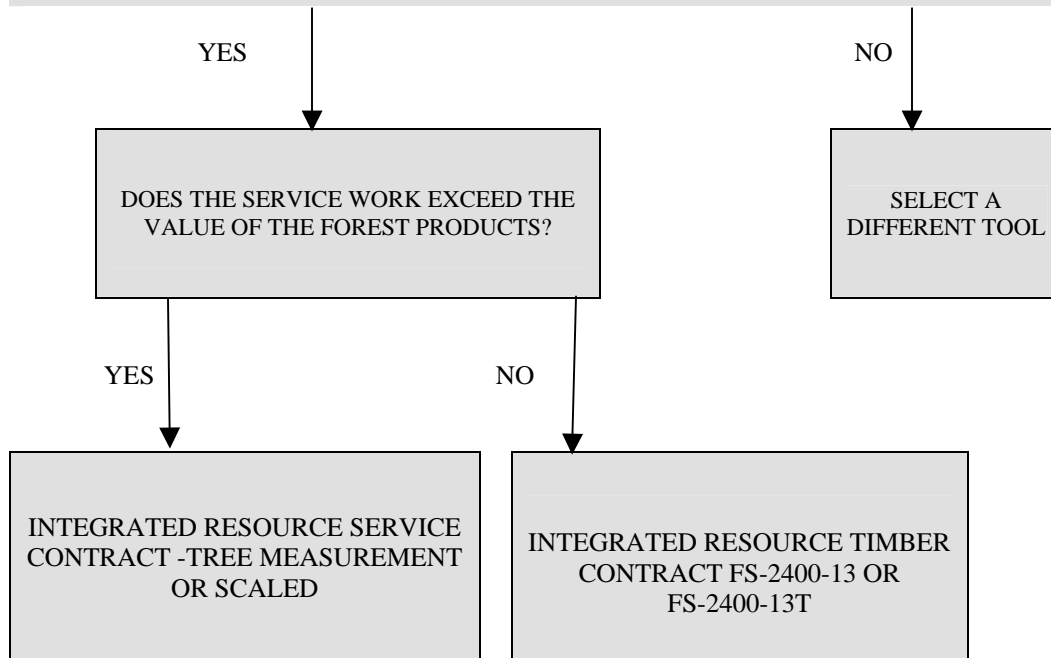 YES
NO
DOES THE SERVICE WORK EXCEED THE
VALUE OF THE FOREST PRODUCTS?
SELECT A
DIFFERENT TOOL
YES
NO
INTEGRATED RESOURCE SERVICE
CONTRACT -TREE MEASUREMENT
OR SCALED
INTEGRATED RESOURCE TIMBER
CONTRACT FS-2400-13 OR
FS-2400-13T